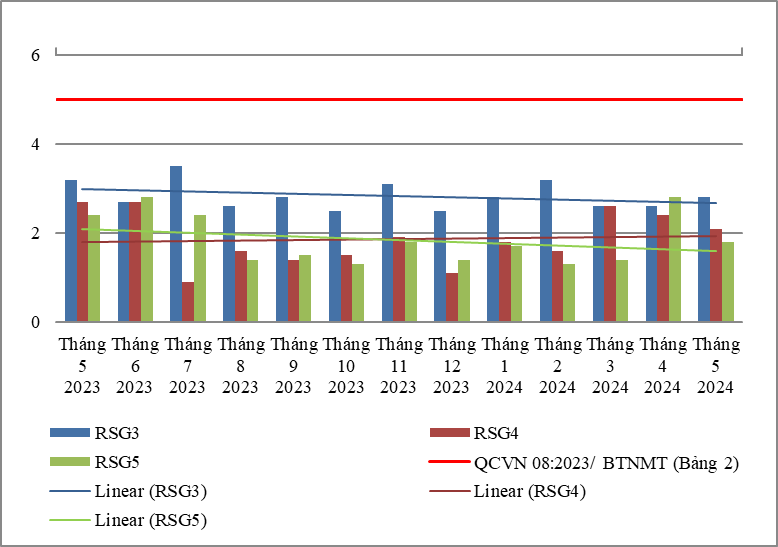 6
4
2
0
Tháng 5 2023
Tháng 6 2023
Tháng 7 2023
Tháng 8 2023
Tháng 9 2023
Tháng 10 2023
Tháng 11 2023
Tháng 12 2023
Tháng 1 2024
Tháng 2 2024
Tháng 3 2024
Tháng 4 2024
Tháng 5 2024
RSG3
RSG4
RSG5
QCVN 08:2023/ BTNMT (Bảng 2)
Linear (RSG3)
Linear (RSG4)
Linear (RSG5)